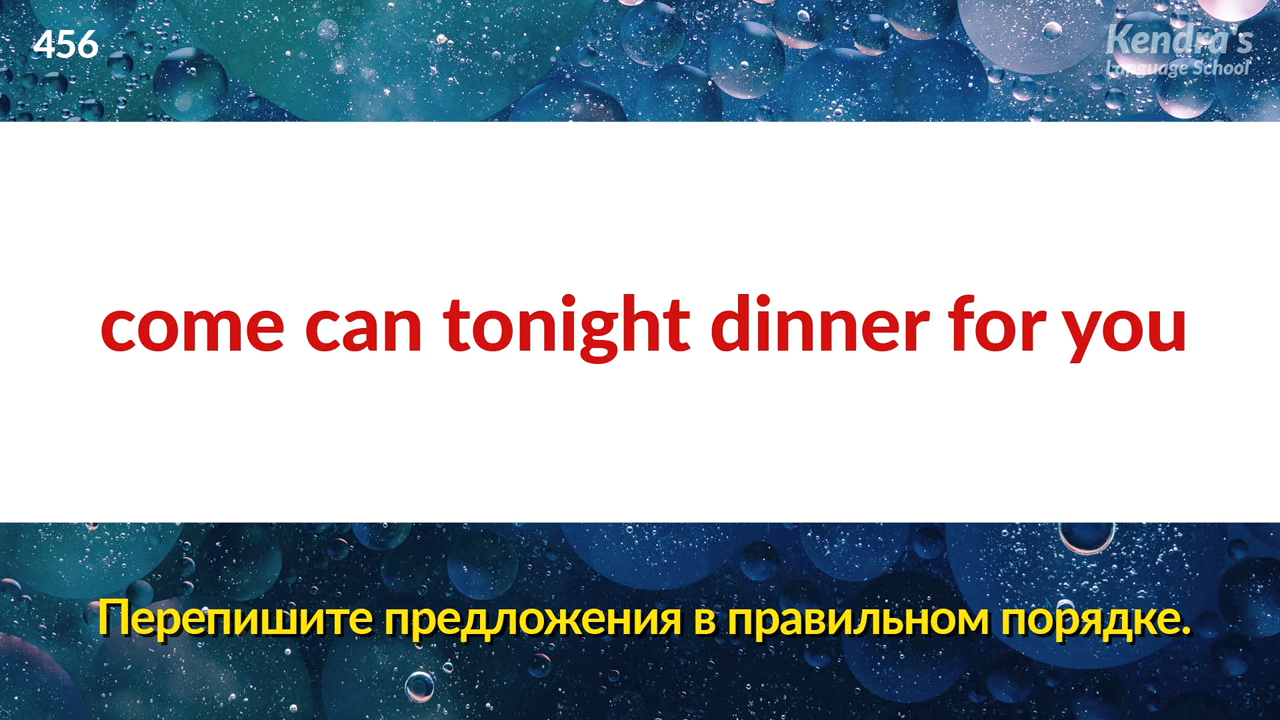 456
Kendra's
Language School
come can tonight dinner for you
Перепишите предложения в правильном порядке.